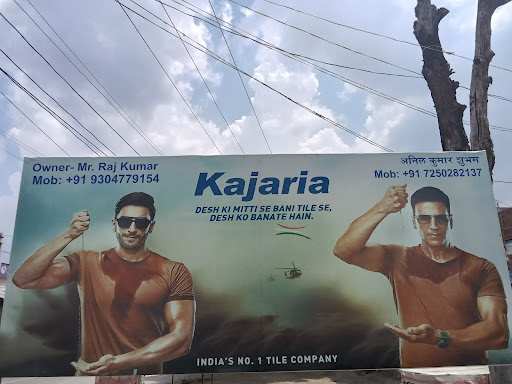 Owner- Mr. Raj Kumar
Mob: +91 9304779154
Kajaria
DESH KI MITTI SE BANI TILE SE,
DESH KO BANATE HAIN.
अनिल कुमार शुभम
Mob: +91 7250282137
INDIA'S NO. 1 TILE COMPANY